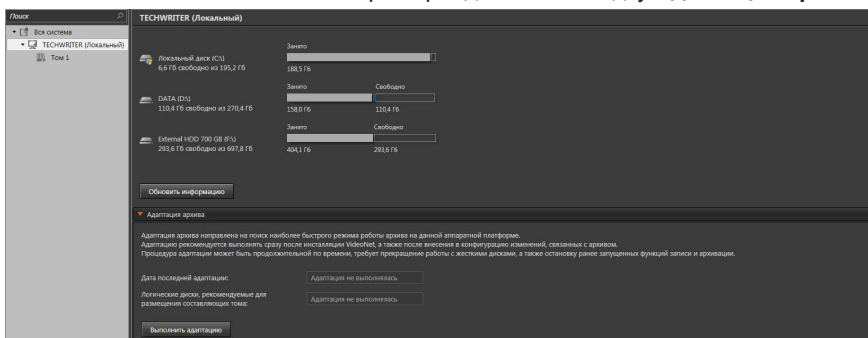 Поиск
Вся система
TECHWRITER (Локальный)
Том 1
TECHWRITER (Локальный)
Занято
Локальный диск (C:\)
6,6 Гб свободно из 195,2 Гб
188,5 Гб
Занято Свободно
DATA (D:\)
110,4 Гб свободно из 270,4 Гб
158,0 Гб 110,4 Гб
Занято Свободно
External HDD 700 GB (F:\)
293,6 Гб свободно из 697,8 Гб
404,1 Гб 293,6 Гб
Обновить информацию
Адаптация архива
Адаптация архива направлена на поиск наиболее быстрого режима работы архива на данной аппаратной платформе.
Адаптацию рекомендуется выполнять сразу после инсталляции VideoNet, а также после внесения в конфигурацию изменений, связанных с архивом.
Процедура адаптации может быть продолжительной по времени, требует прекращение работы с жесткими дисками, а также остановку ранее запущенных функций записи и архивации.
Дата последней адаптации: Адаптация не выполнялась
Логические диски, рекомендуемые для
размещения составляющих тома: Адаптация не выполнялась
Выполнить адаптацию